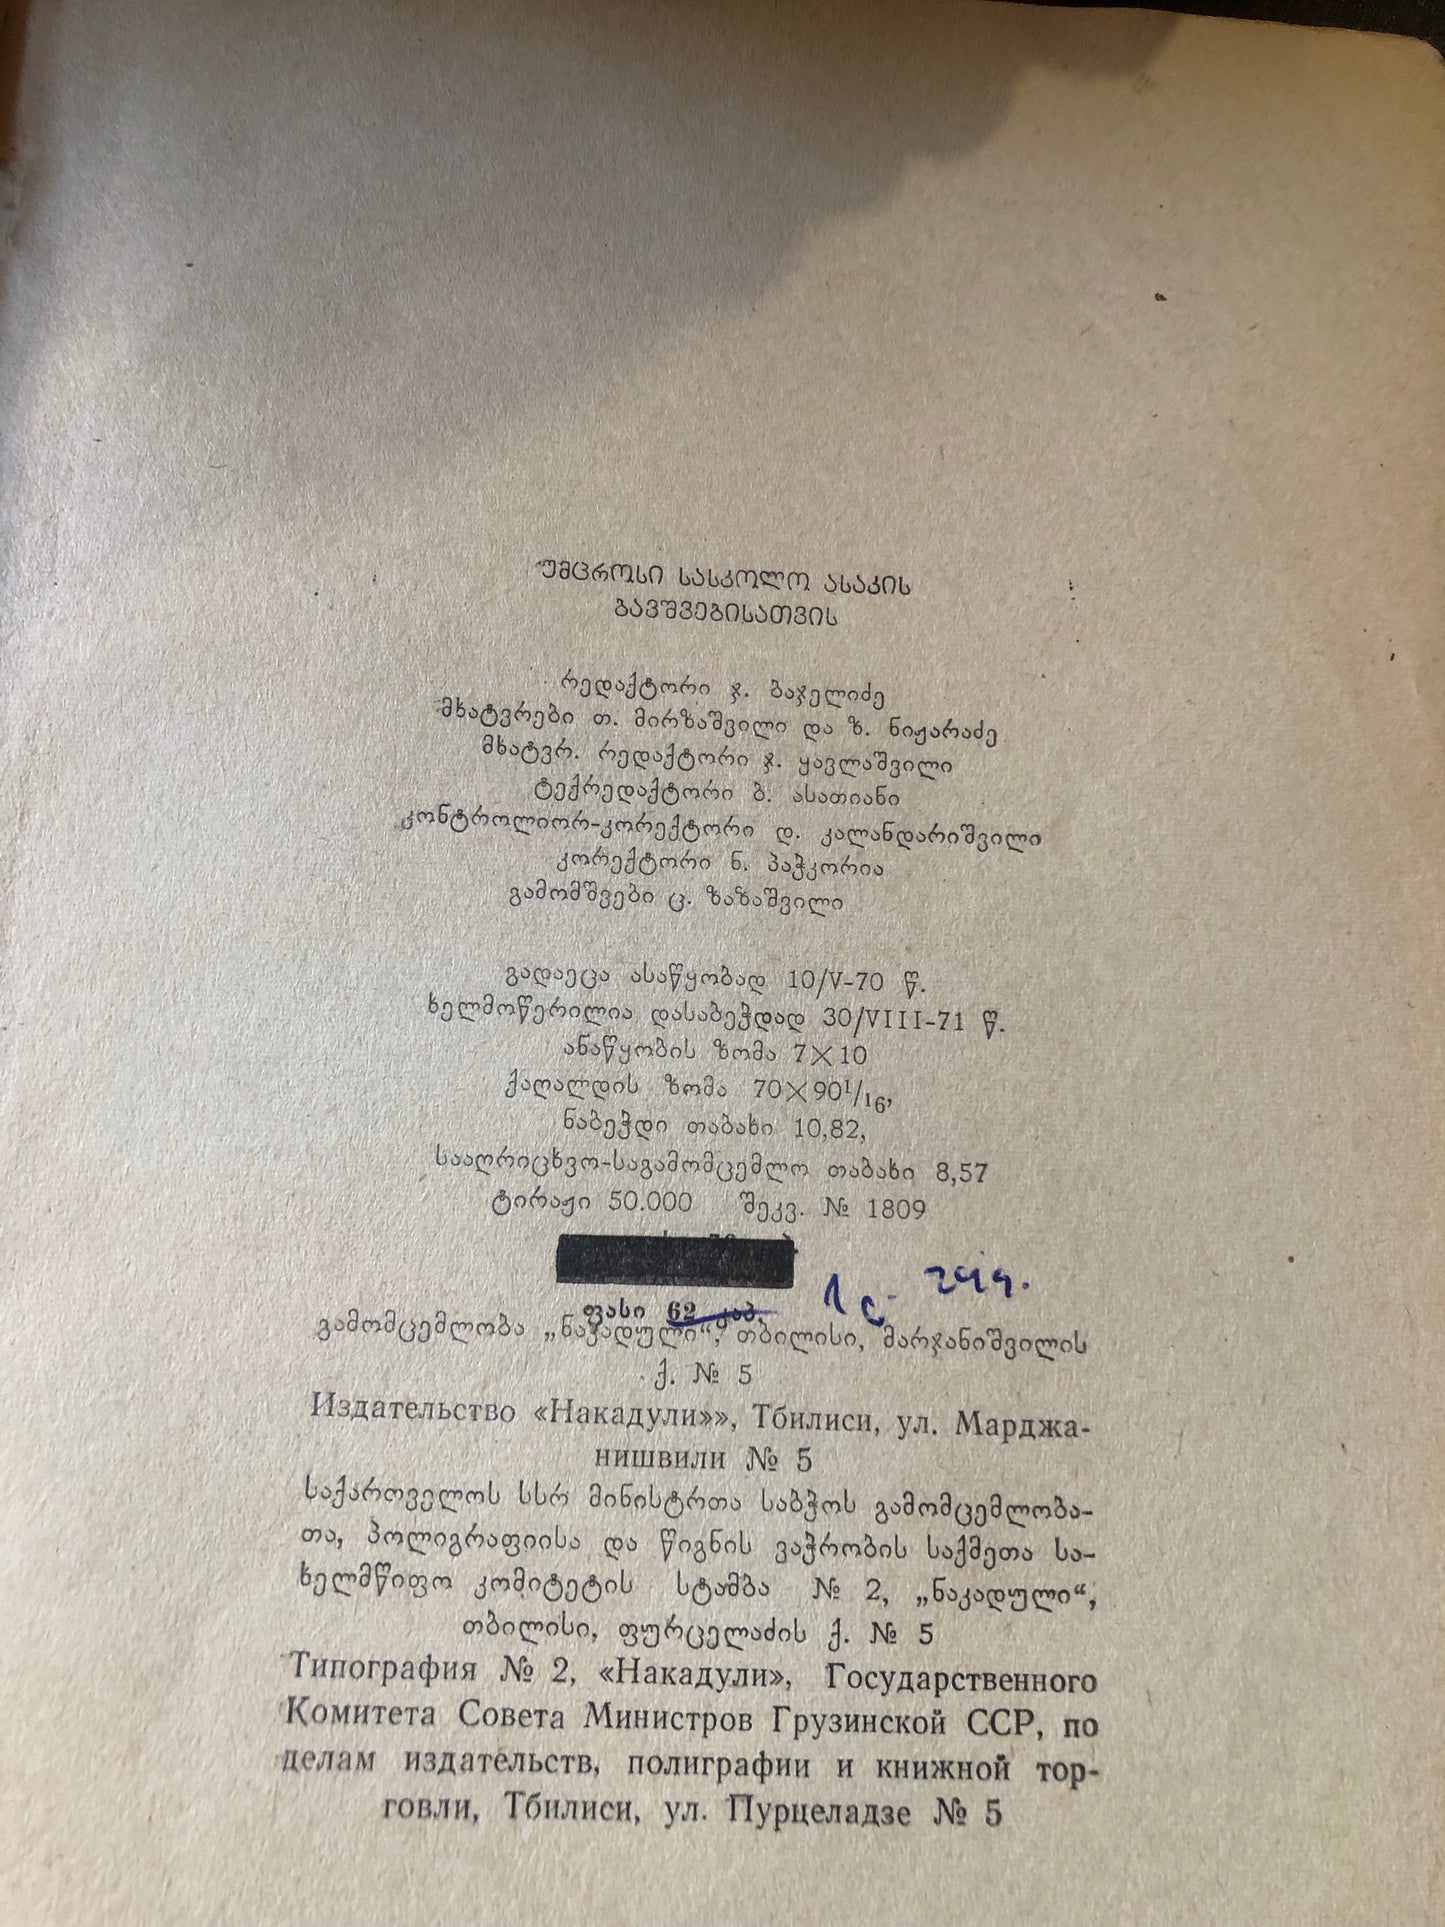 უმცროსი სასკოლო ასაკის
ბავშვებისათვის
რედაქტორი ჯ. ბაჯელიძე
მხატვრები თ. მირზაშვილი და ზ. ნიჟარაძე
მხატვრ. რედაქტორი ჯ. ყავლაშვილი
ტექრედაქტორი ბ. ასათიანი
კონტროლიორ-კორექტორი დ. კალანდარიშვილი
კორექტორი ნ. პაჭკორია
გამომშვები ც. ზაზაშვილი
გადაეცა ასაწყობად 10/V-70 წ.
ხელმოწერილია დასაბეჭდად 30/VIII-71 წ.
ანაწყობის ზომა 7×10
ქაღალდის ზომა 70×90¹/₁₆,
ნაბეჭდი თაბახი 10,82,
სააღრიცხვო-საგამომცემლო თაბახი 8,57
ტირაჟი 50.000 შეკვ. № 1809
ფასი 62 კაპ.
გამომცემლობა „ნაკადული“, თბილისი, მარჯანიშვილის
ქ. № 5
Издательство «Накадули»», Тбилиси, ул. Марджа-
нишвили № 5
საქართველოს სსრ მინისტრთა საბჭოს გამომცემლობა-
თა, პოლიგრაფიისა და წიგნის ვაჭრობის საქმეთა სა-
ხელმწიფო კომიტეტის სტამბა № 2, „ნაკადული“,
თბილისი, ფურცელაძის ქ. № 5
Типография № 2, «Накадули», Государственного
Комитета Совета Министров Грузинской ССР, по
делам издательств, полиграфии и книжной тор-
говли, Тбилиси, ул. Пурцеладзе № 5